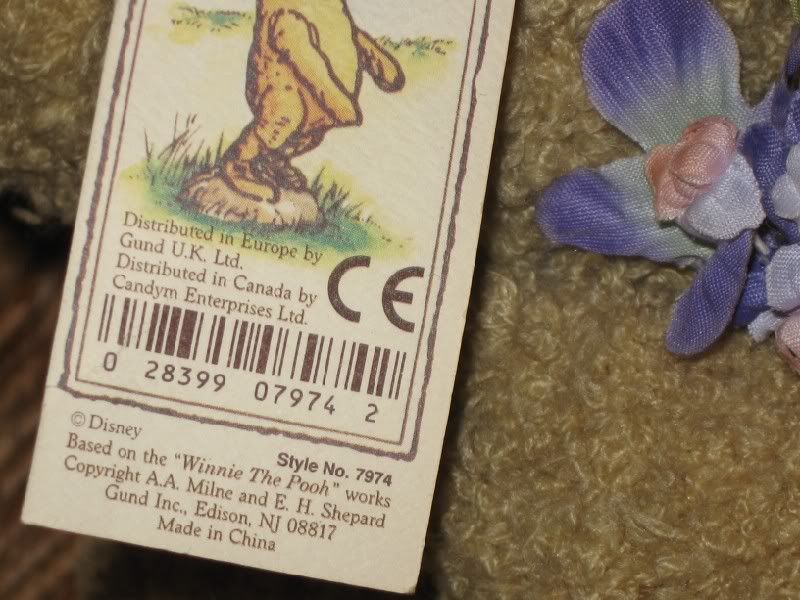 Distributed in Europe by
Gund U.K. Ltd.
Distributed in Canada by
Candym Enterprises Ltd.
CE
0 28399 07974 2
©Disney
Style No. 7974
Based on the "Winnie The Pooh" works
Copyright A.A. Milne and E. H. Shepard
Gund Inc., Edison, NJ 08817
Made in China